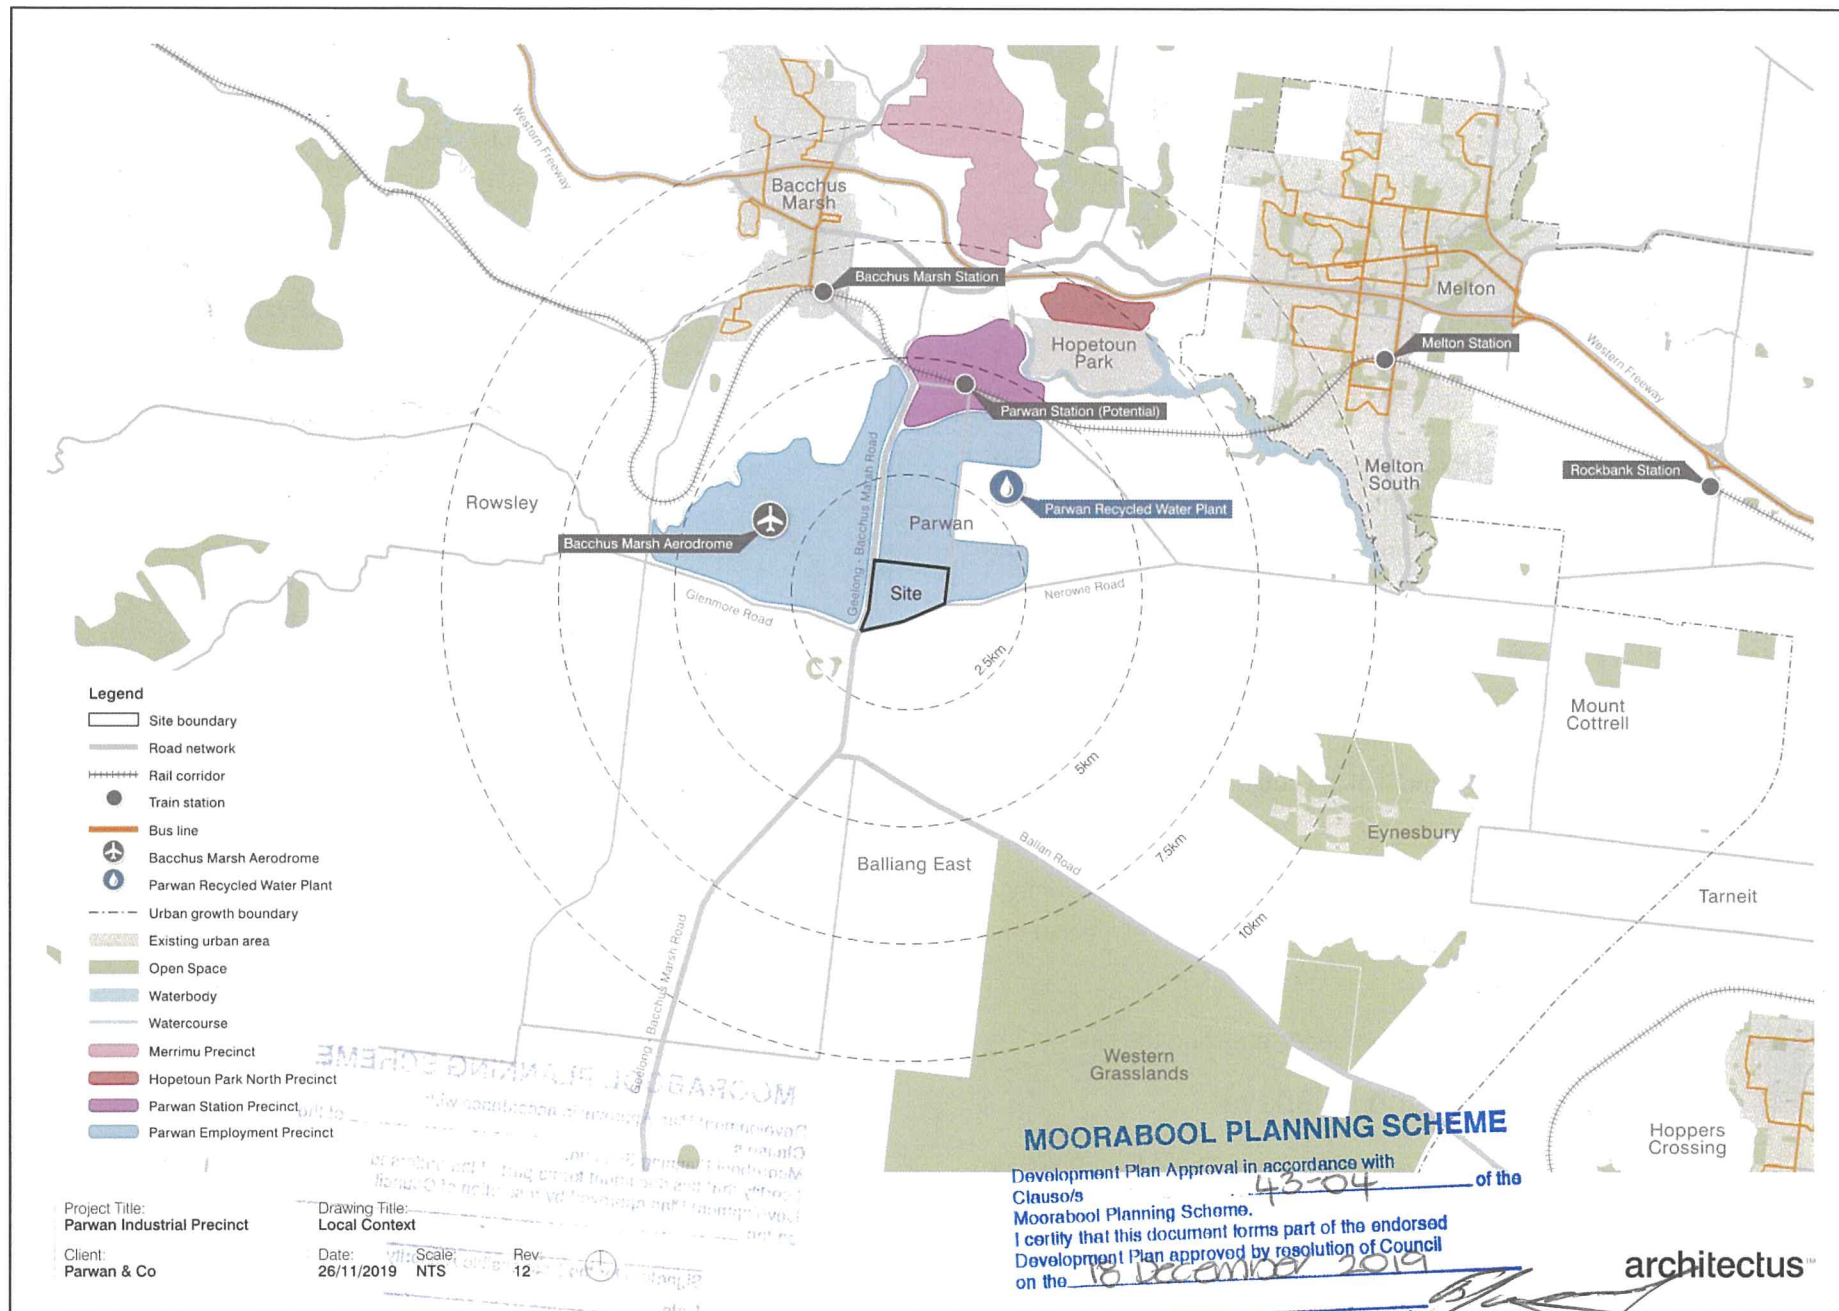 Western Freeway
Bacchus
Marsh
Bacchus Marsh Station
Melton
Hopetoun
Park
Melton Station
Western Freeway
Parwan Station (Potential)
Geelong - Bacchus Marsh Road
Melton
South
Rockbank Station
Rowsley
Parwan Recycled Water Plant
Parwan
Bacchus Marsh Aerodrome
Site
Nerowie Road
Glenmore Road
2.5km
Mount
Cottrell
5km
Eynesbury
Ballan Road
7.5km
Balliang East
Tarneit
10km
Geelong - Bacchus Marsh Road
Western
Grasslands
Hoppers
Crossing
Legend
Site boundary
Road network
Rail corridor
Train station
Bus line
Bacchus Marsh Aerodrome
Parwan Recycled Water Plant
Urban growth boundary
Existing urban area
Open Space
Waterbody
Watercourse
Merrimu Precinct
Hopetoun Park North Precinct
Parwan Station Precinct
Parwan Employment Precinct
MOORABOOL PLANNING SCHEME
Development Plan Approval in accordance with
Clause/s 43-04 of the
Moorabool Planning Scheme.
I certify that this document forms part of the endorsed
Development Plan approved by resolution of Council
on the 18 December 2019
Project Title:
Parwan Industrial Precinct
Drawing Title:
Local Context
Client:
Parwan & Co
Date:
26/11/2019
Scale:
NTS
Rev:
12
architectus™